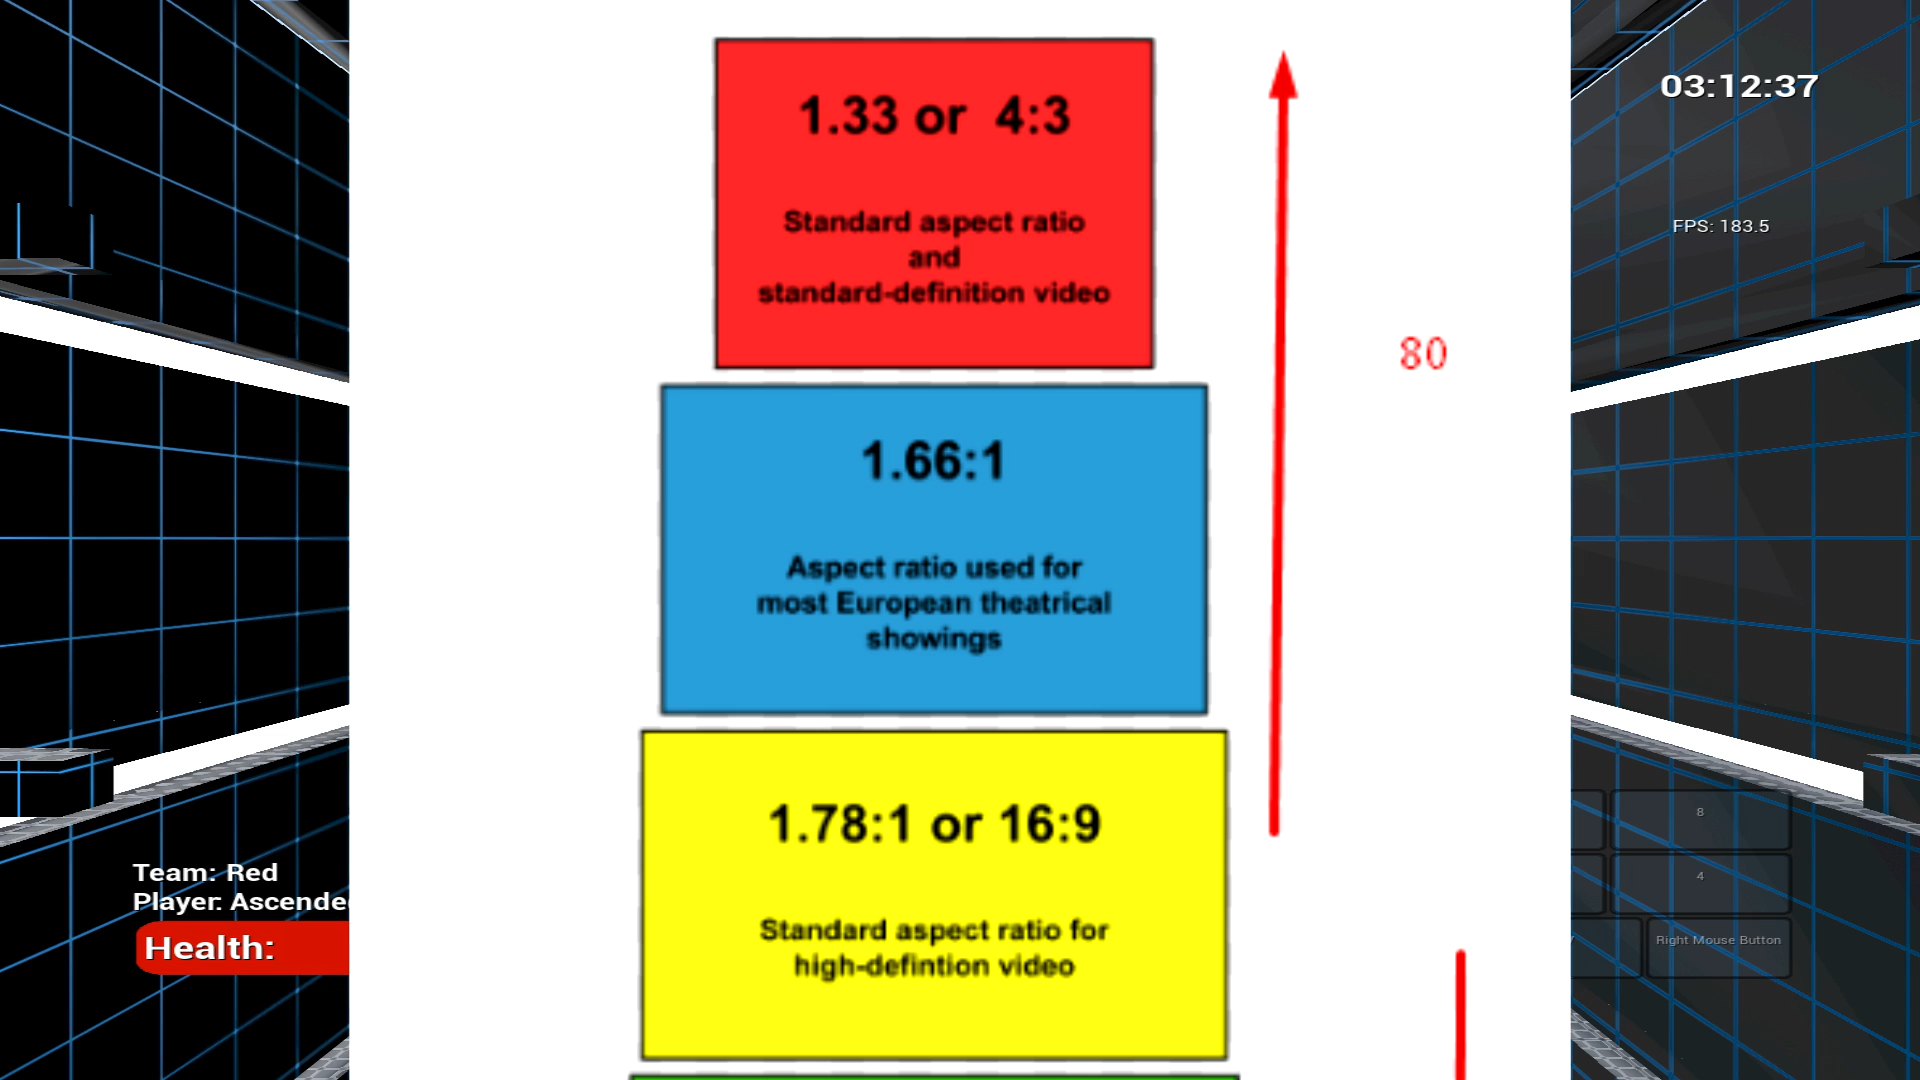 1.33 or 4:3
Standard aspect ratio
and
standard-definition video
1.66:1
Aspect ratio used for
most European theatrical
showings
1.78:1 or 16:9
Standard aspect ratio for
high-defintion video
80
03:12:37
FPS: 183.5
8
4
Right Mouse Button
Team: Red
Player: Ascende
Health: